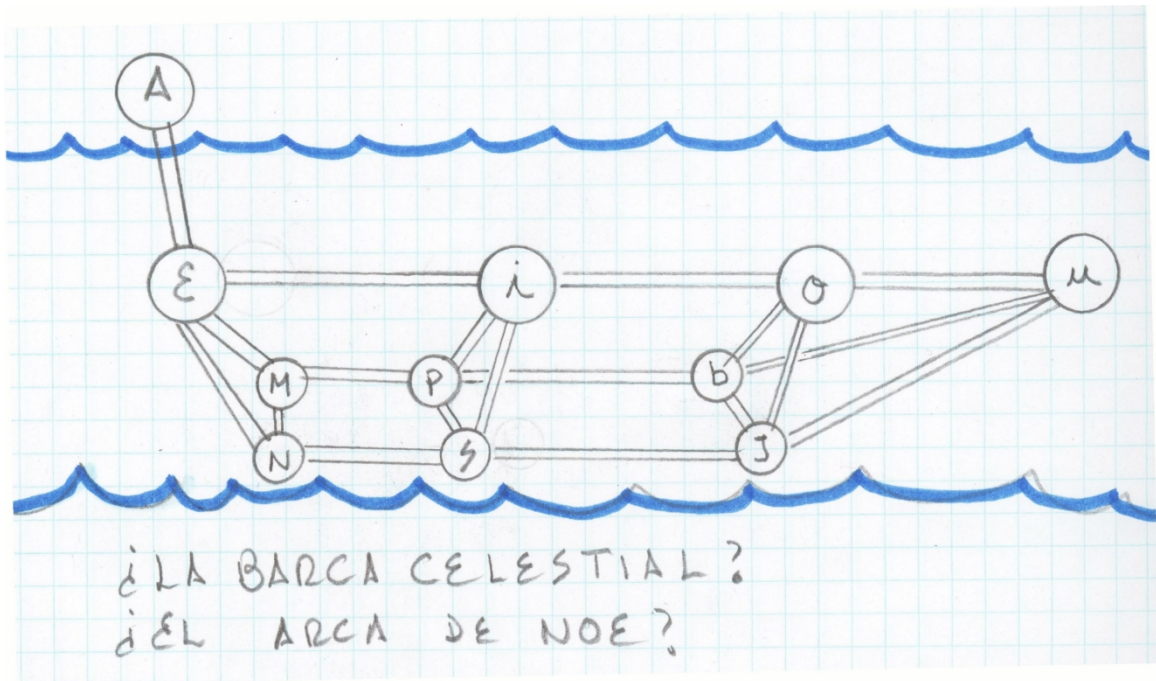 A
E i O u
M P b
N S J
¿LA BARCA CELESTIAL?
¿EL ARCA DE NOE?